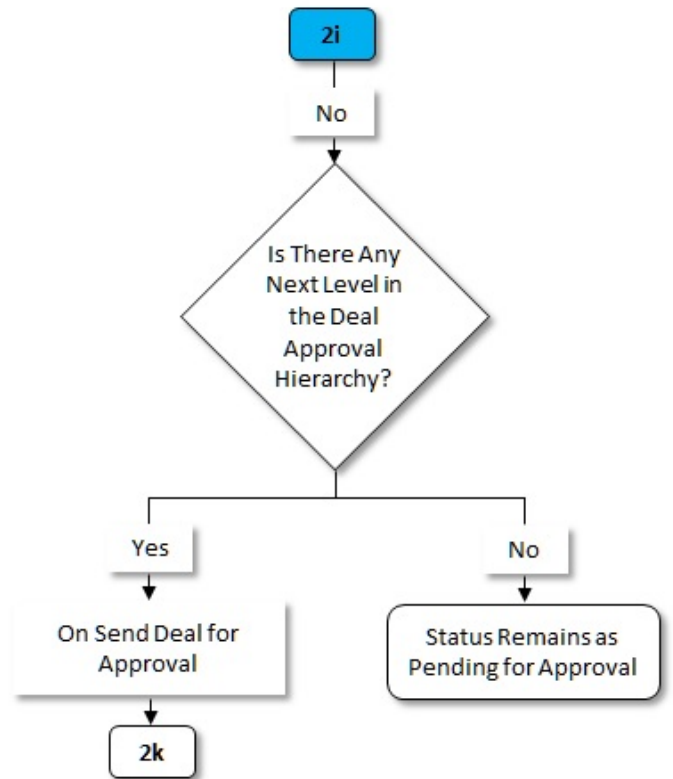 2i
No
Is There Any
Next Level in
the Deal
Approval
Hierarchy?
Yes
No
On Send Deal for
Approval
Status Remains as
Pending for Approval
2k